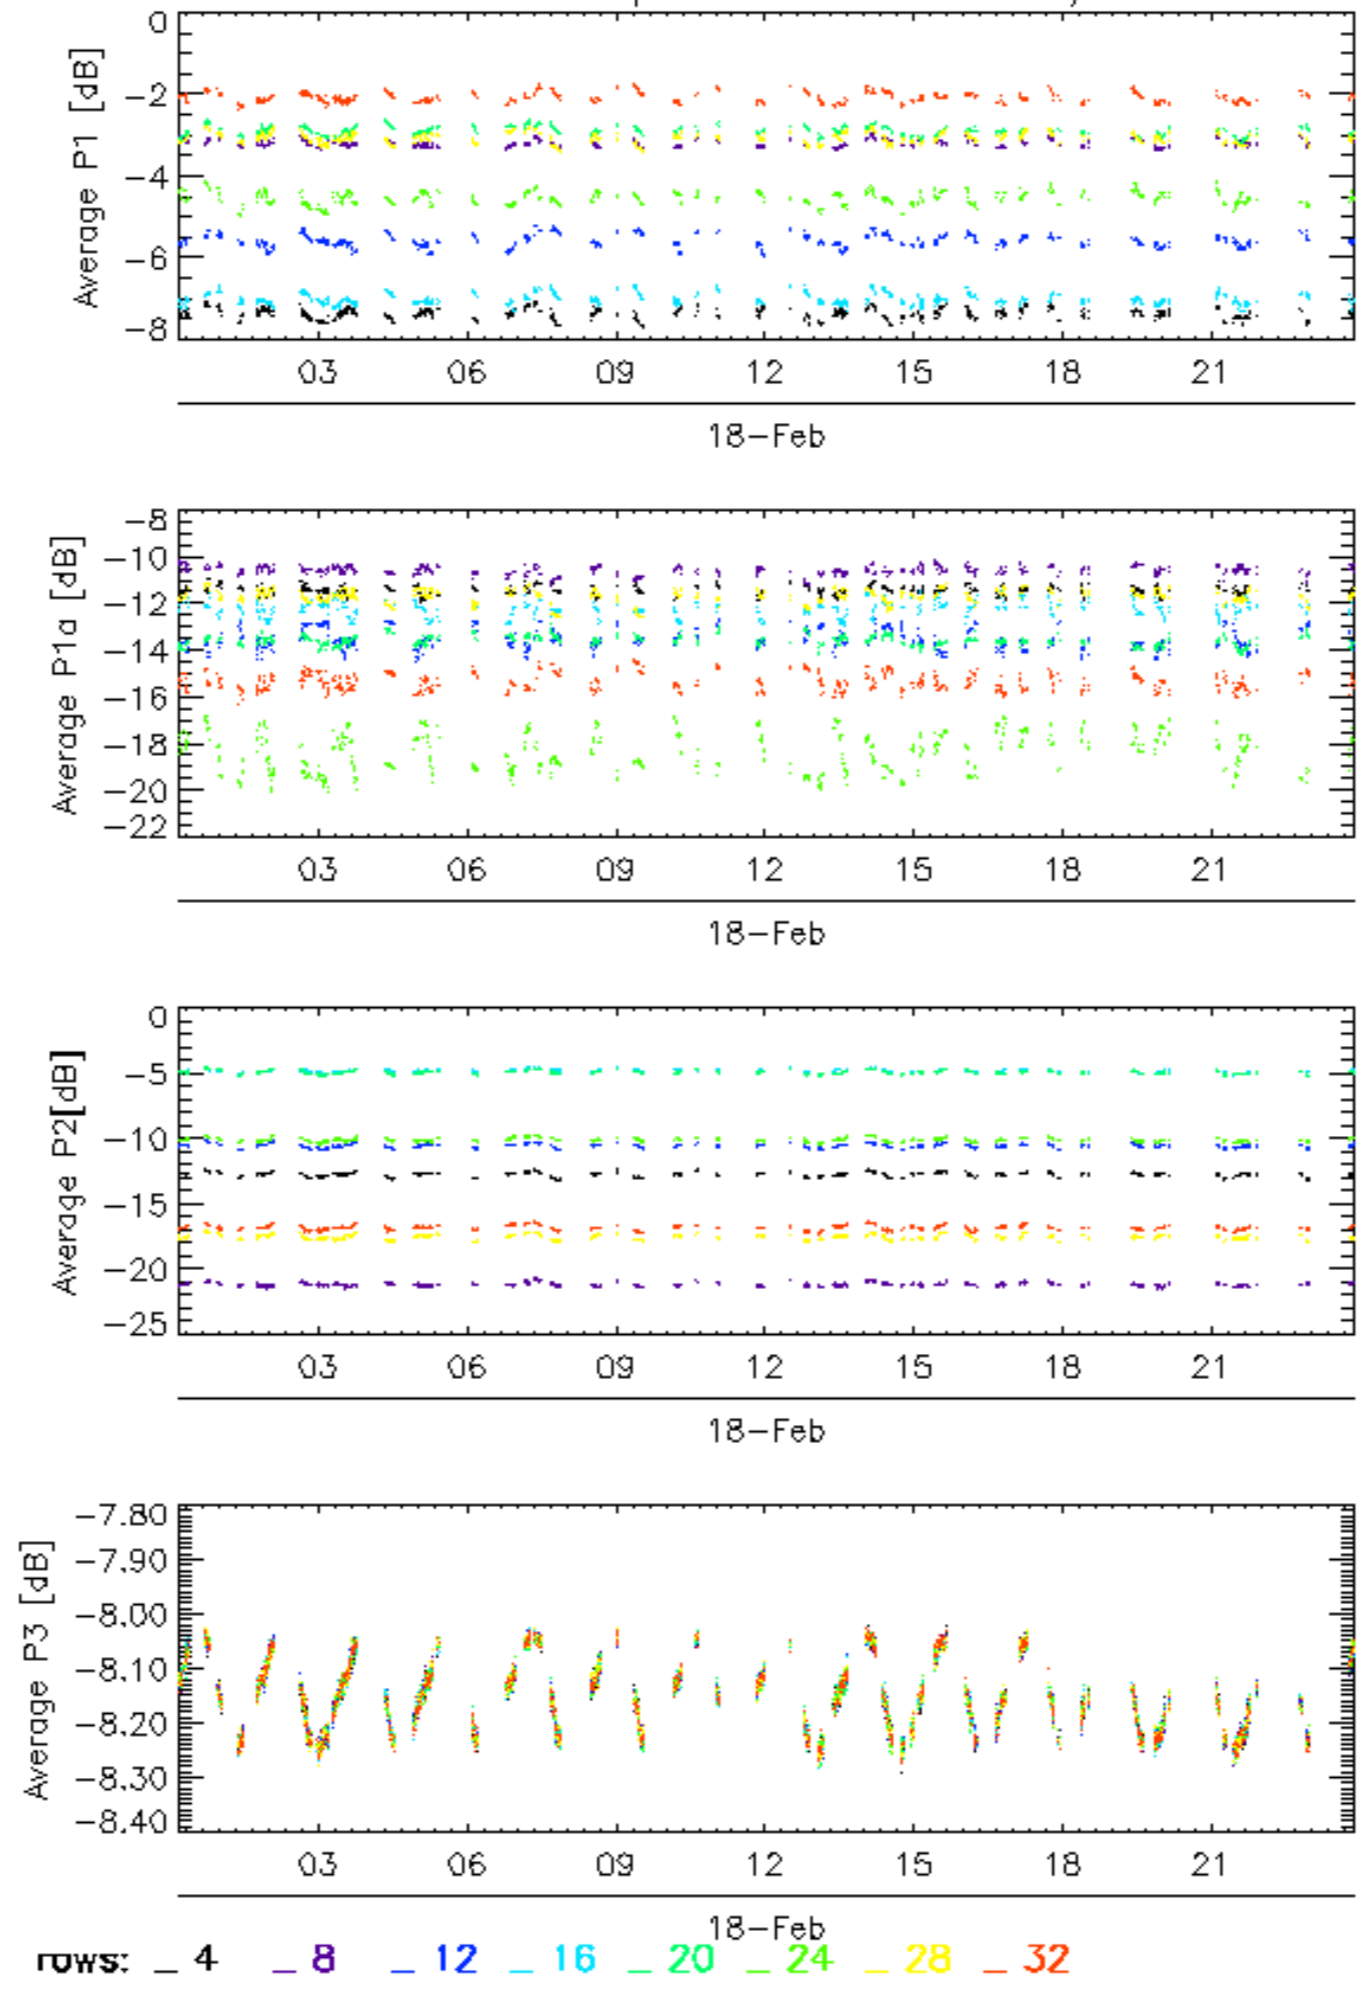 0
-2
-4
-6
-8
Average P1 [dB]
03 06 09 12 15 18 21
18-Feb
-8
-10
-12
-14
-16
-18
-20
-22
Average P1a [dB]
03 06 09 12 15 18 21
18-Feb
0
-5
-10
-15
-20
-25
Average P2[dB]
03 06 09 12 15 18 21
18-Feb
-7.80
-7.90
-8.00
-8.10
-8.20
-8.30
-8.40
Average P3 [dB]
03 06 09 12 15 18 21
18-Feb
rows: _ 4 _ 8 _ 12 _ 16 _ 20 _ 24 _ 28 _ 32